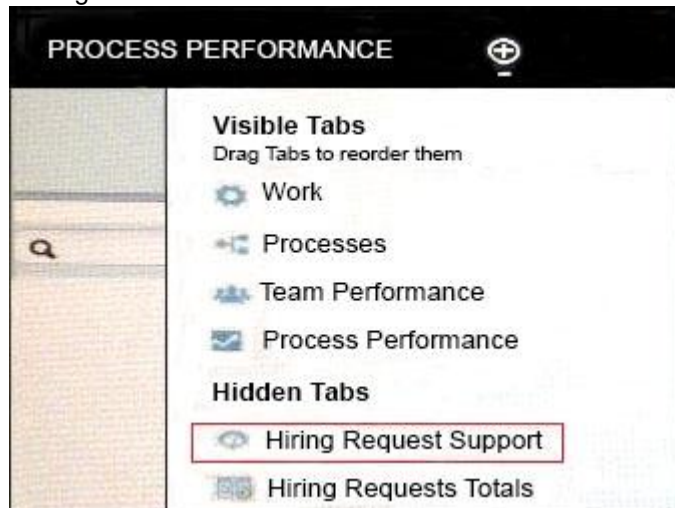 PROCESS PERFORMANCE
Visible Tabs
Drag Tabs to reorder them
Work
Processes
Team Performance
Process Performance
Hidden Tabs
Hiring Request Support
Hiring Requests Totals